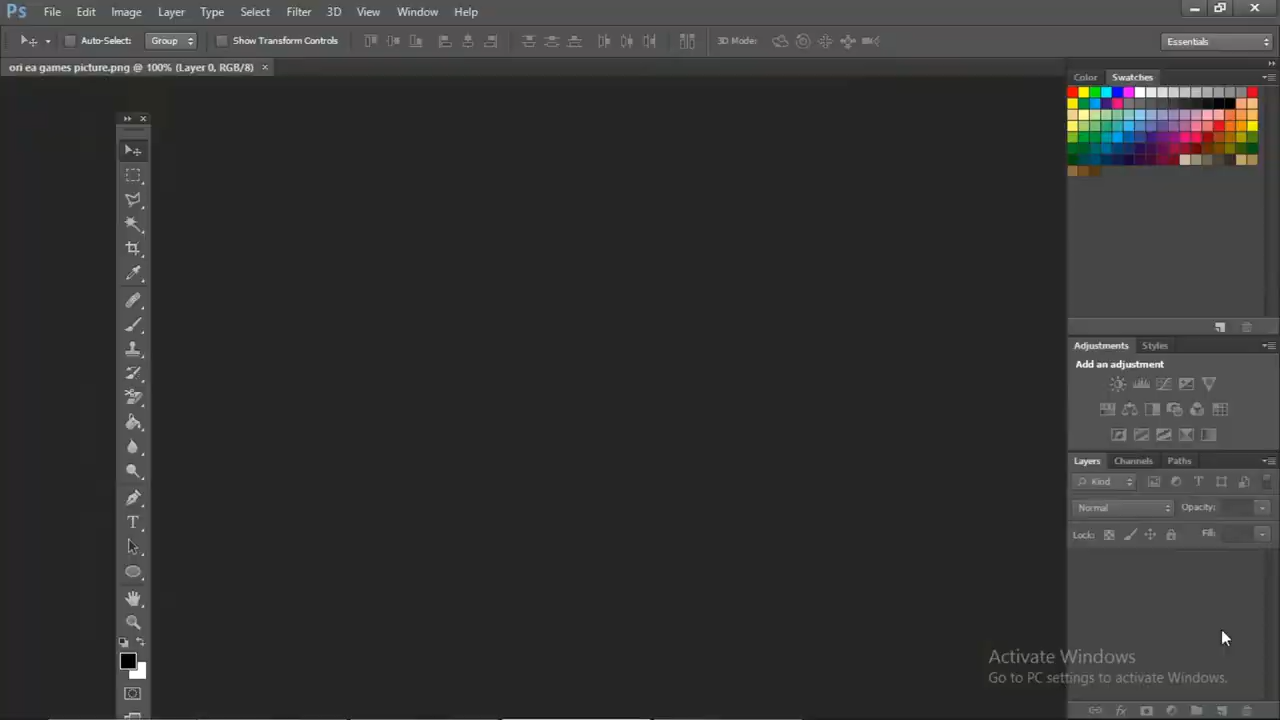 Ps File Edit Image Layer Type Select Filter 3D View Window Help
Auto-Select: Group Show Transform Controls 3D Mode: Essentials
ori ea games picture.png @ 100% (Layer 0, RGB/8) ×
Color Swatches
Adjustments Styles
Add an adjustment
Layers Channels Paths
Kind
Normal Opacity:
Lock: Fill:
Activate Windows
Go to PC settings to activate Windows.